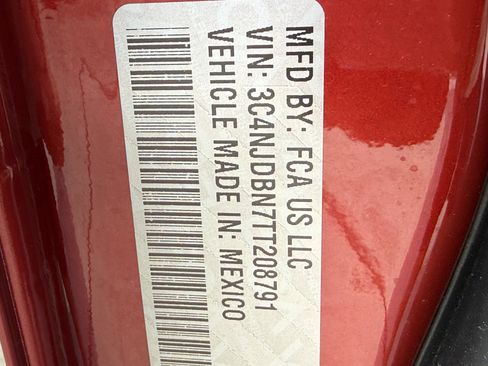 MFD BY: FCA US LLC
VIN: 3C4NJDBN7TT208791
VEHICLE MADE IN: MEXICO